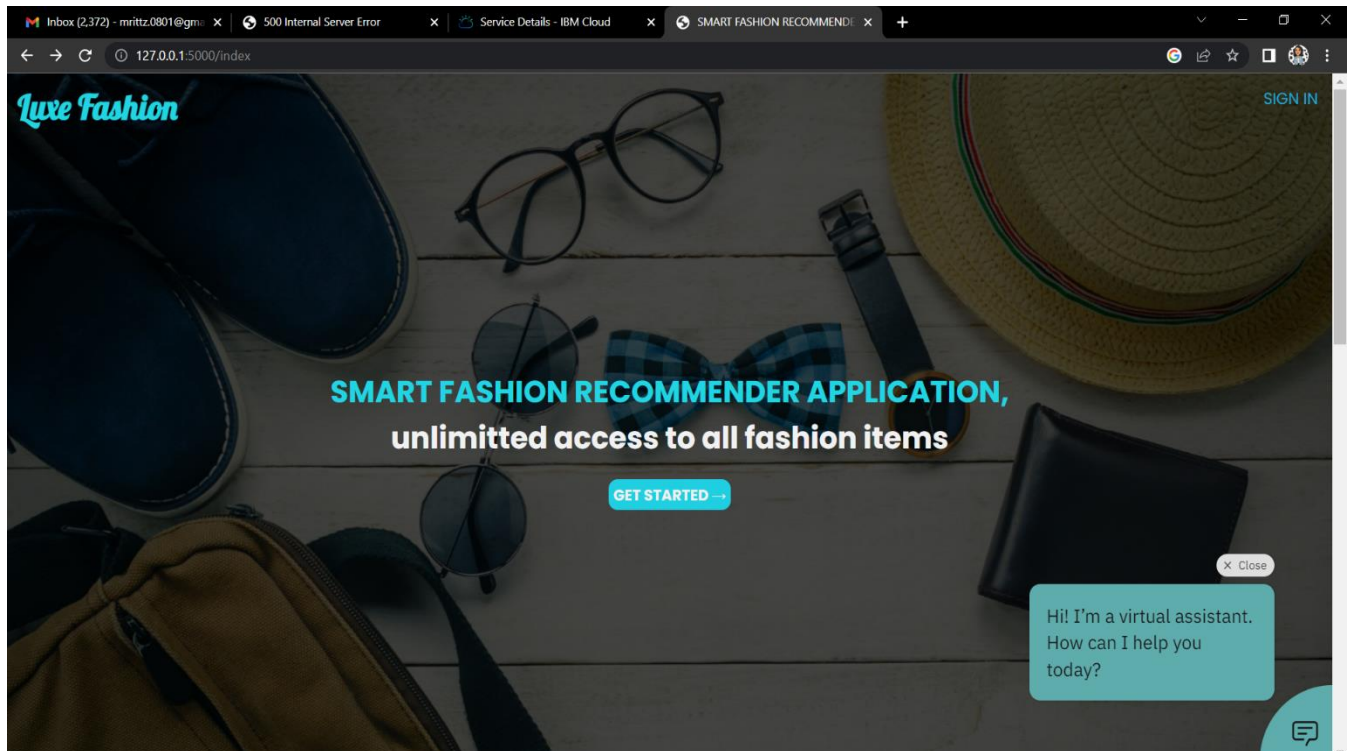 Inbox (2,372) - mrittz.0801@gma
500 Internal Server Error
Service Details - IBM Cloud
SMART FASHION RECOMMENDE
127.0.0.1:5000/index
Luxe Fashion
SIGN IN
SMART FASHION RECOMMENDER APPLICATION,
unlimitted access to all fashion items
GET STARTED →
× Close
Hi! I'm a virtual assistant.
How can I help you
today?